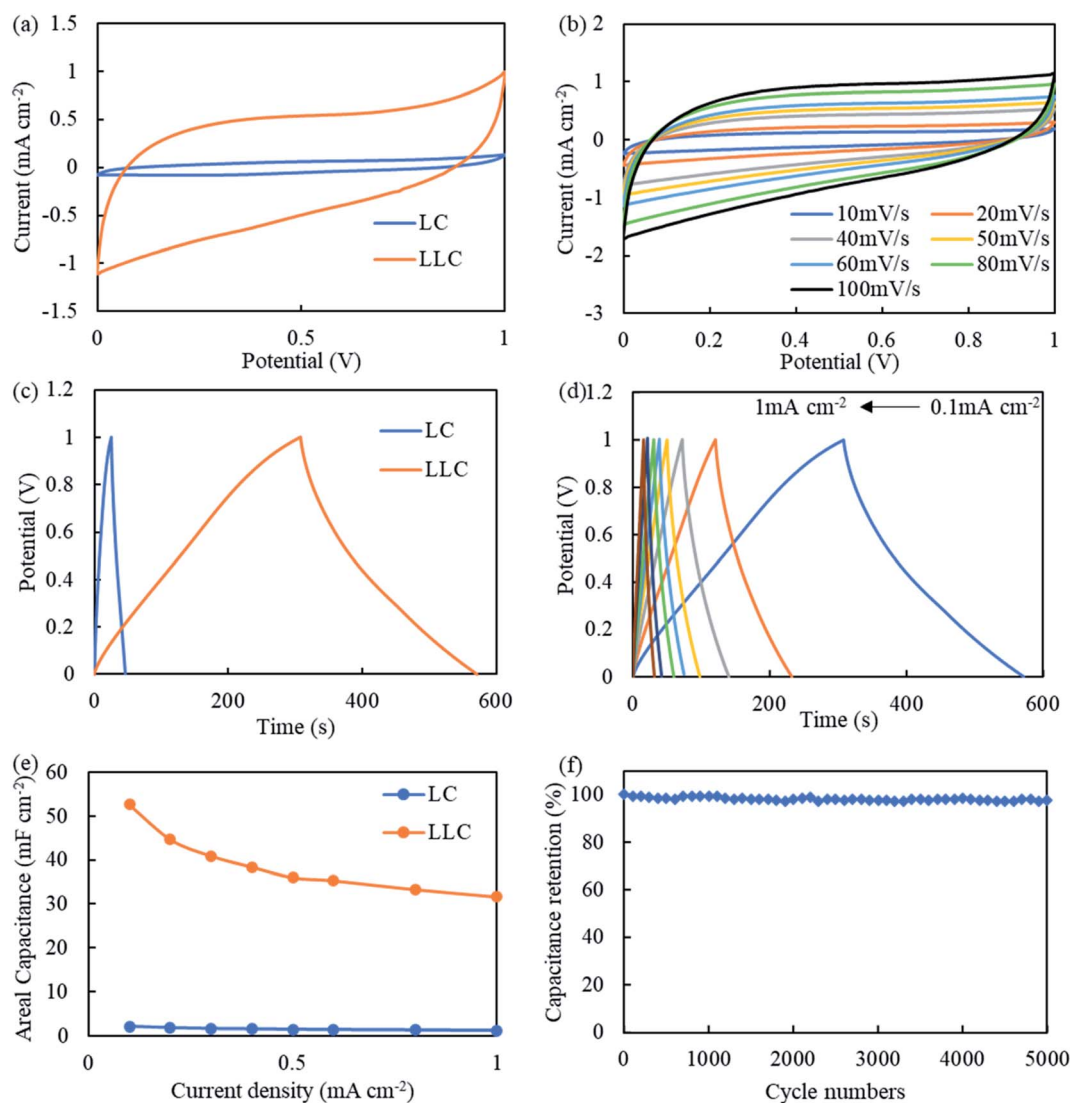 (a)
1.5
1
0.5
0
-0.5
-1
-1.5
Current (mA cm-2)
LC
LLC
0
0.5
1
Potential (V)
(b)
2
1
0
-1
-2
-3
Current (mA cm-2)
10mV/s
20mV/s
40mV/s
50mV/s
60mV/s
80mV/s
100mV/s
0
0.2
0.4
0.6
0.8
1
Potential (V)
(c)
1.2
1
0.8
0.6
0.4
0.2
0
Potential (V)
LC
LLC
0
200
400
600
Time (s)
(d)
1.2
1
0.8
0.6
0.4
0.2
0
Potential (V)
1mA cm-2 ← 0.1mA cm-2
0
200
400
600
Time (s)
(e)
60
50
40
30
20
10
0
Areal Capacitance (mF cm-2)
LC
LLC
0
0.5
1
Current density (mA cm-2)
(f)
100
80
60
40
20
0
Capacitance retention (%)
0
1000
2000
3000
4000
5000
Cycle numbers